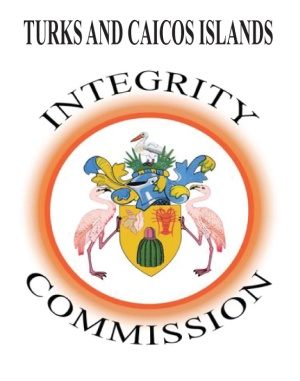 TURKS AND CAICOS ISLANDS
INTEGRITY
COMMISSION